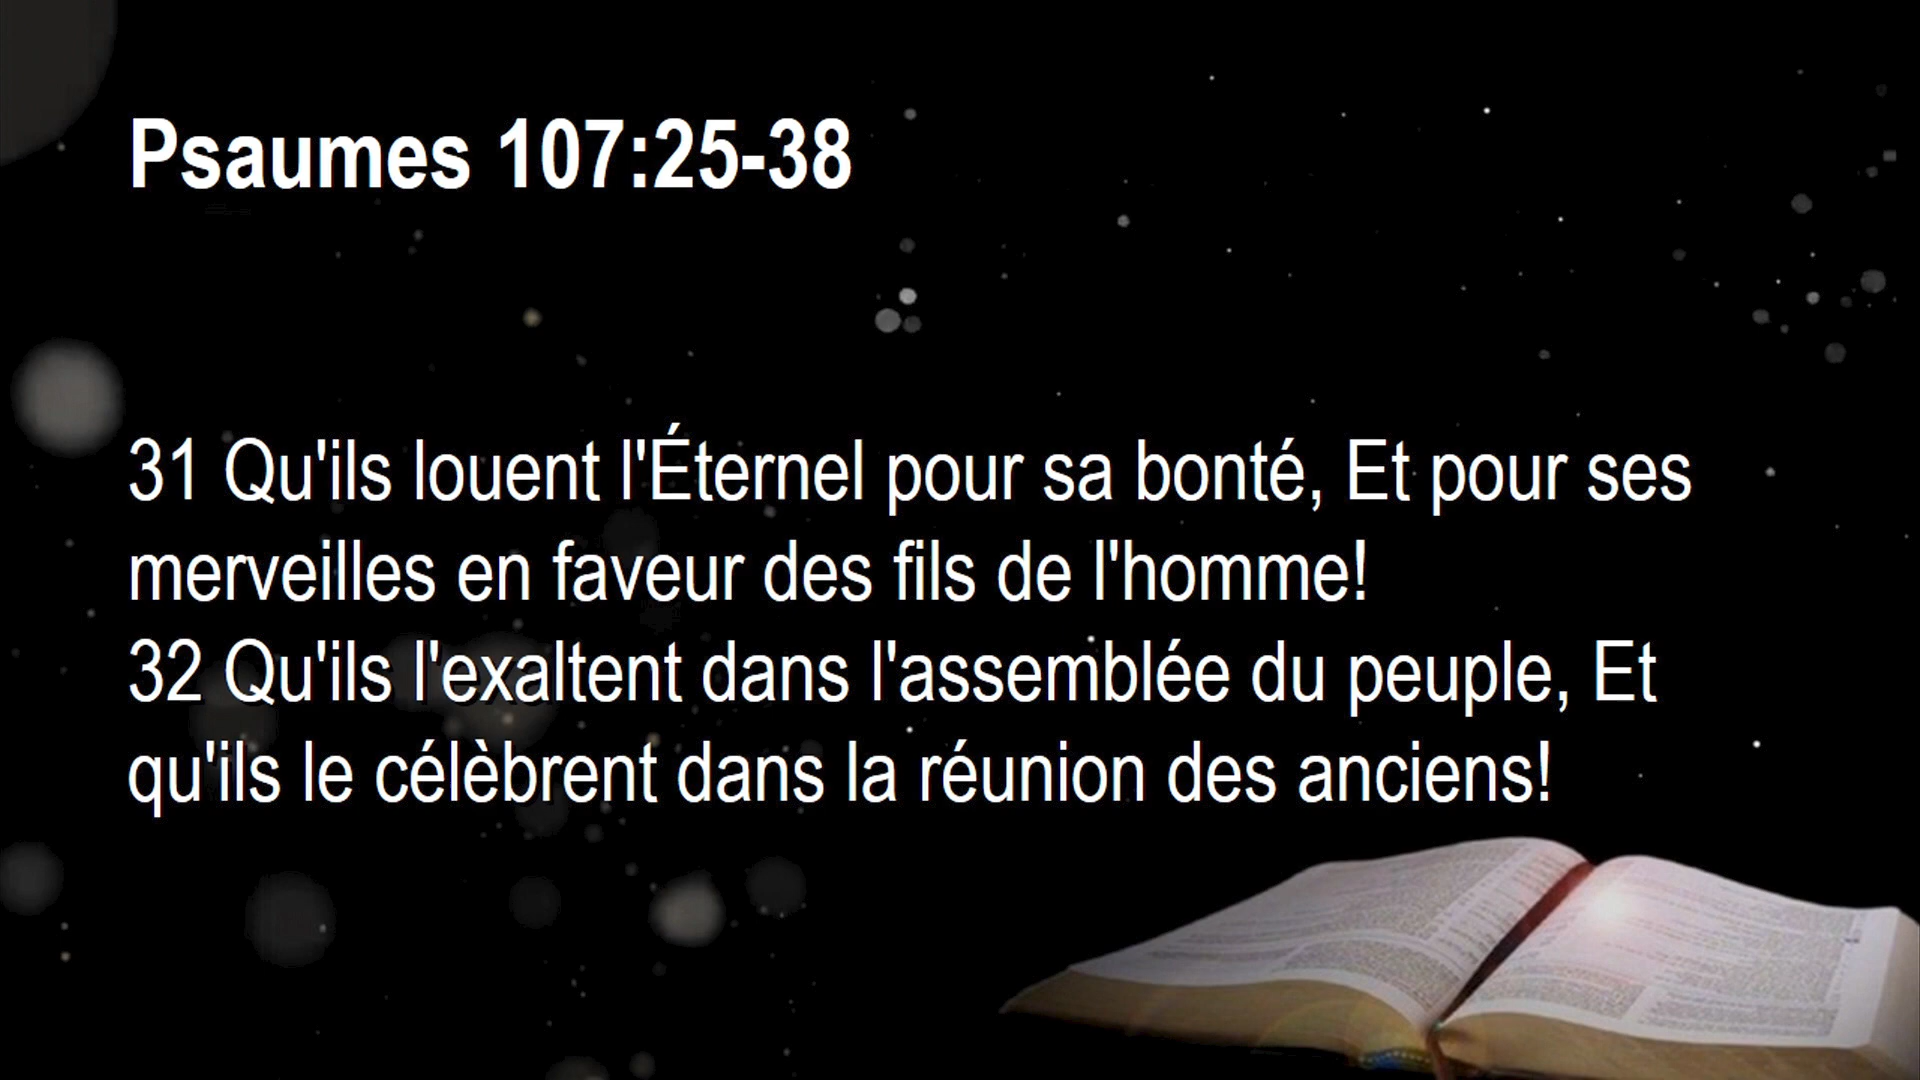 Psaumes 107:25-38
31 Qu'ils louent l'Éternel pour sa bonté, Et pour ses
merveilles en faveur des fils de l'homme!
32 Qu'ils l'exaltent dans l'assemblée du peuple, Et
qu'ils le célèbrent dans la réunion des anciens!